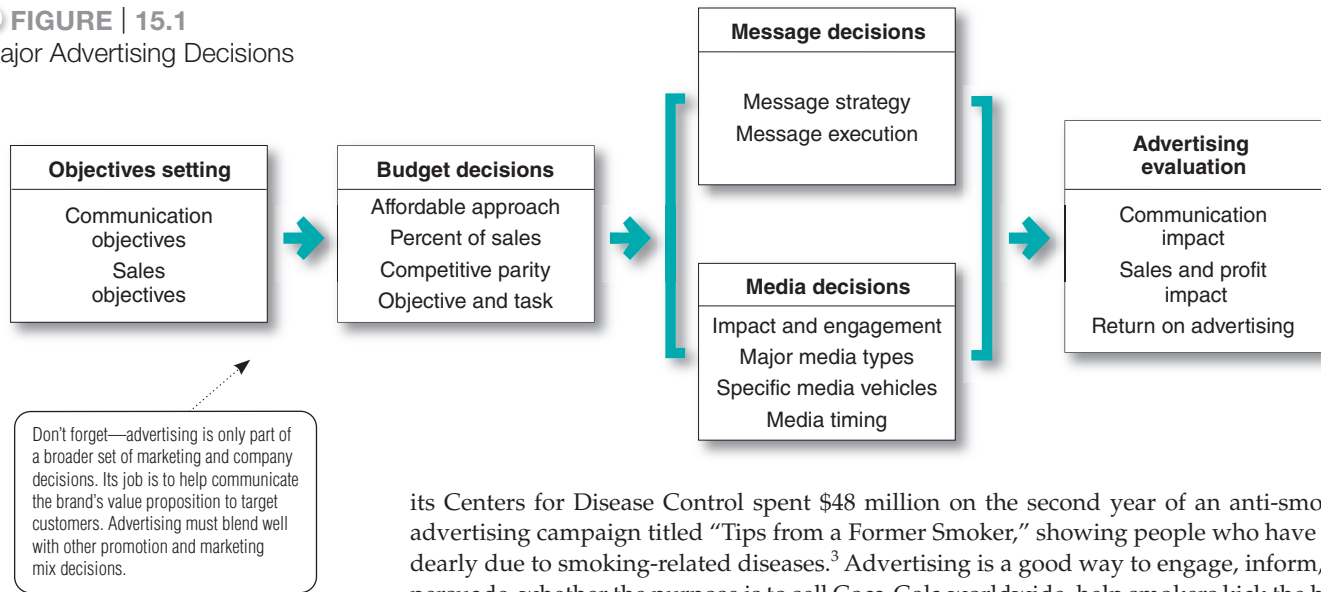 FIGURE | 15.1
ajor Advertising Decisions
Objectives setting
Communication
objectives
Sales
objectives
Budget decisions
Affordable approach
Percent of sales
Competitive parity
Objective and task
Message decisions
Message strategy
Message execution
Media decisions
Impact and engagement
Major media types
Specific media vehicles
Media timing
Advertising
evaluation
Communication
impact
Sales and profit
impact
Return on advertising
Don't forget—advertising is only part of
a broader set of marketing and company
decisions. Its job is to help communicate
the brand's value proposition to target
customers. Advertising must blend well
with other promotion and marketing
mix decisions.
its Centers for Disease Control spent $48 million on the second year of an anti-smo
advertising campaign titled “Tips from a Former Smoker,” showing people who have
dearly due to smoking-related diseases.3 Advertising is a good way to engage, inform,